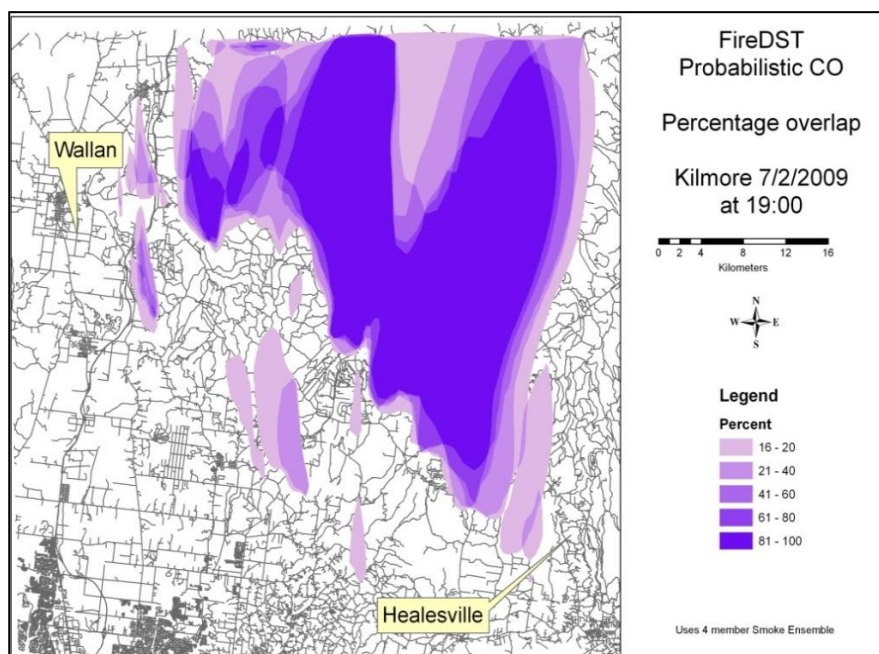 Wallan
Healesville
FireDST
Probabilistic CO
Percentage overlap
Kilmore 7/2/2009
at 19:00
0 2 4 8 12 16
Kilometers
N
W E
S
Legend
Percent
16 - 20
21 - 40
41 - 60
61 - 80
81 - 100
Uses 4 member Smoke Ensemble